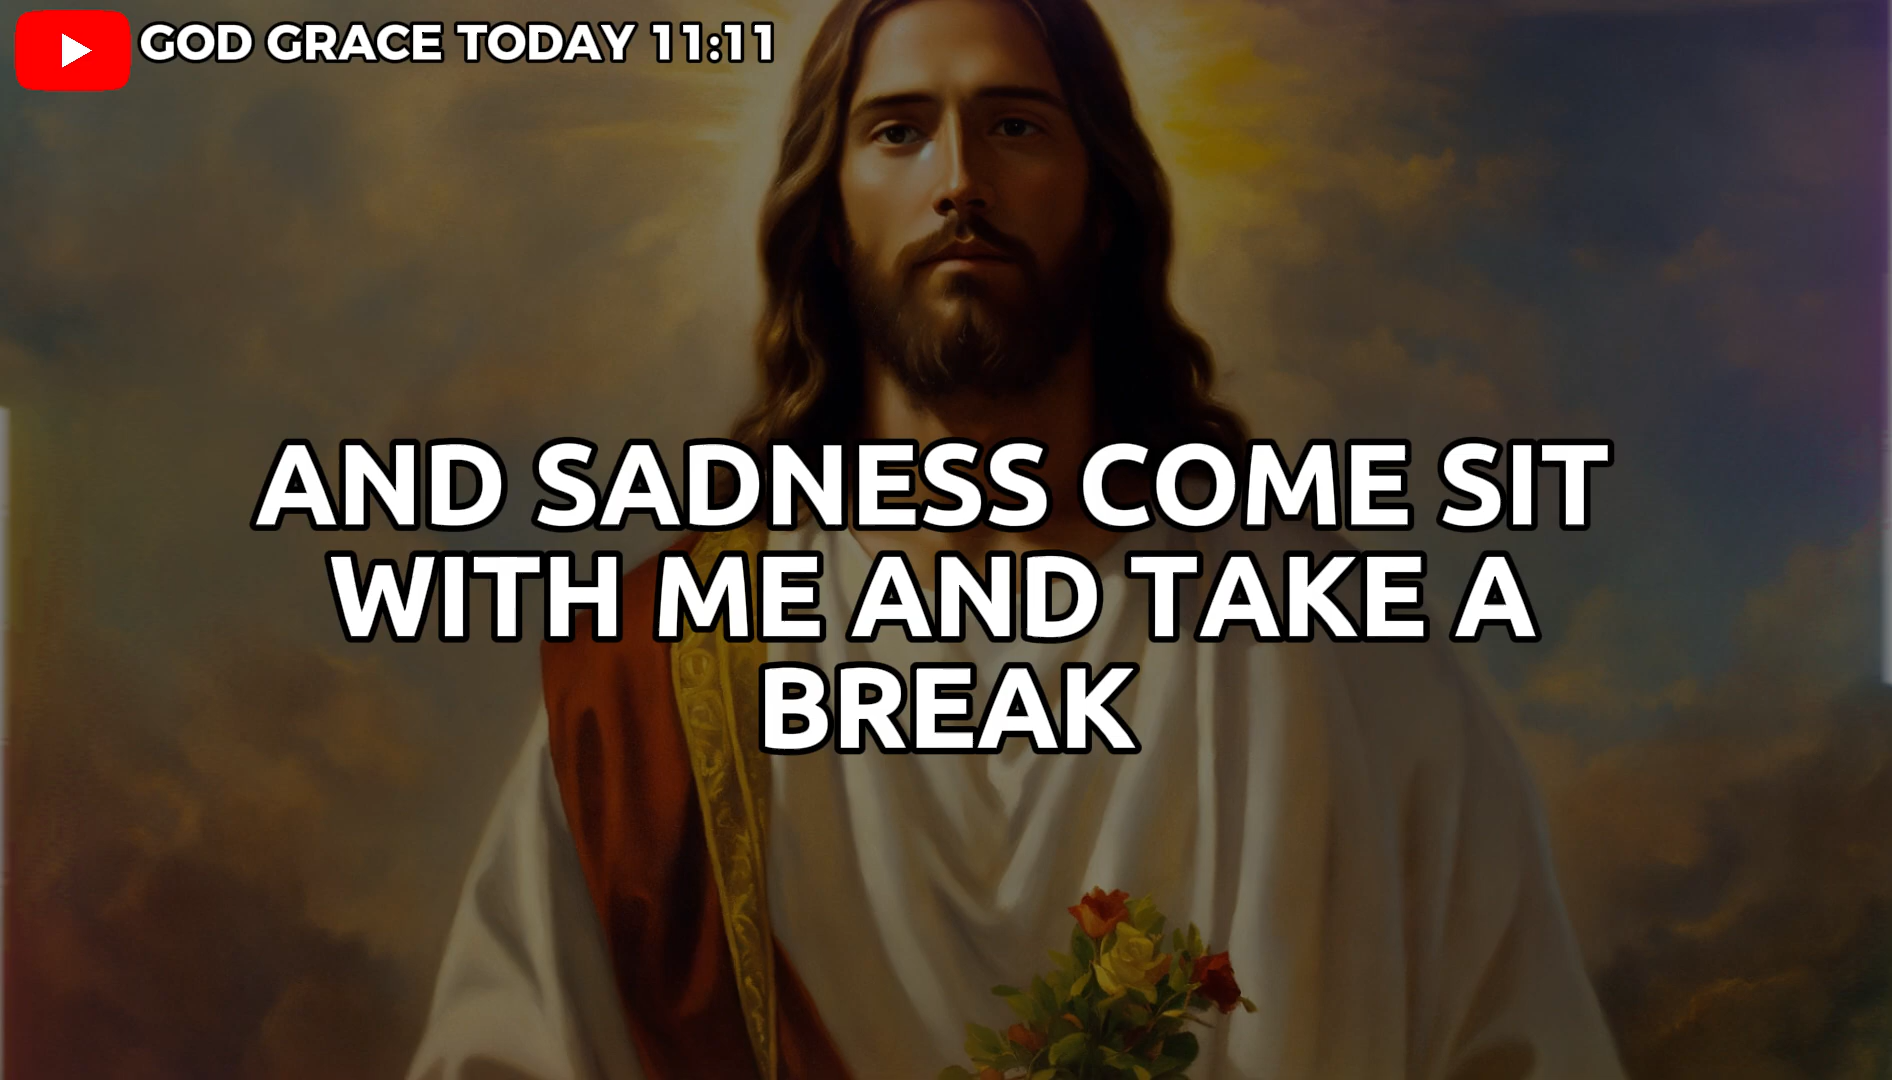 GOD GRACE TODAY 11:11
AND SADNESS COME SIT
WITH ME AND TAKE A
BREAK